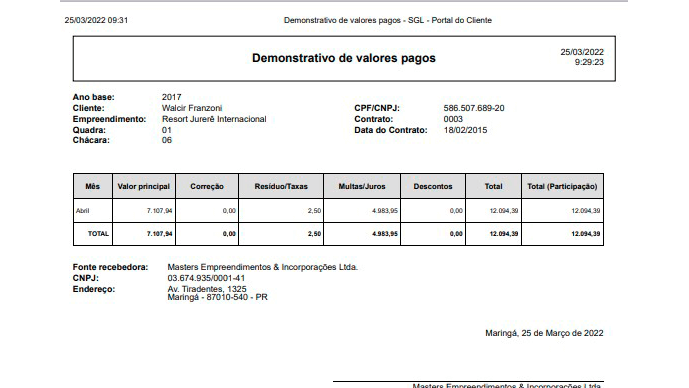 25/03/2022 09:31 Demonstrativo de valores pagos - SGL - Portal do Cliente
Demonstrativo de valores pagos
25/03/2022
9:29:23
Ano base: 2017
Cliente: Walcir Franzoni CPF/CNPJ: 586.507.689-20
Empreendimento: Resort Jurerê Internacional Contrato: 0003
Quadra: 01 Data do Contrato: 18/02/2015
Chácara: 06
Mês Valor principal Correção Resíduo/Taxas Multas/Juros Descontos Total Total (Participação)
Abril 7.107,94 0,00 2,50 4.983,95 0,00 12.094,39 12.094,39
TOTAL 7.107,94 0,00 2,50 4.983,95 0,00 12.094,39 12.094,39
Fonte recebedora: Masters Empreendimentos & Incorporações Ltda.
CNPJ: 03.674.935/0001-41
Endereço: Av. Tiradentes, 1325
Maringá - 87010-540 - PR
Maringá, 25 de Março de 2022
Masters Empreendimentos & Incorporações Ltda